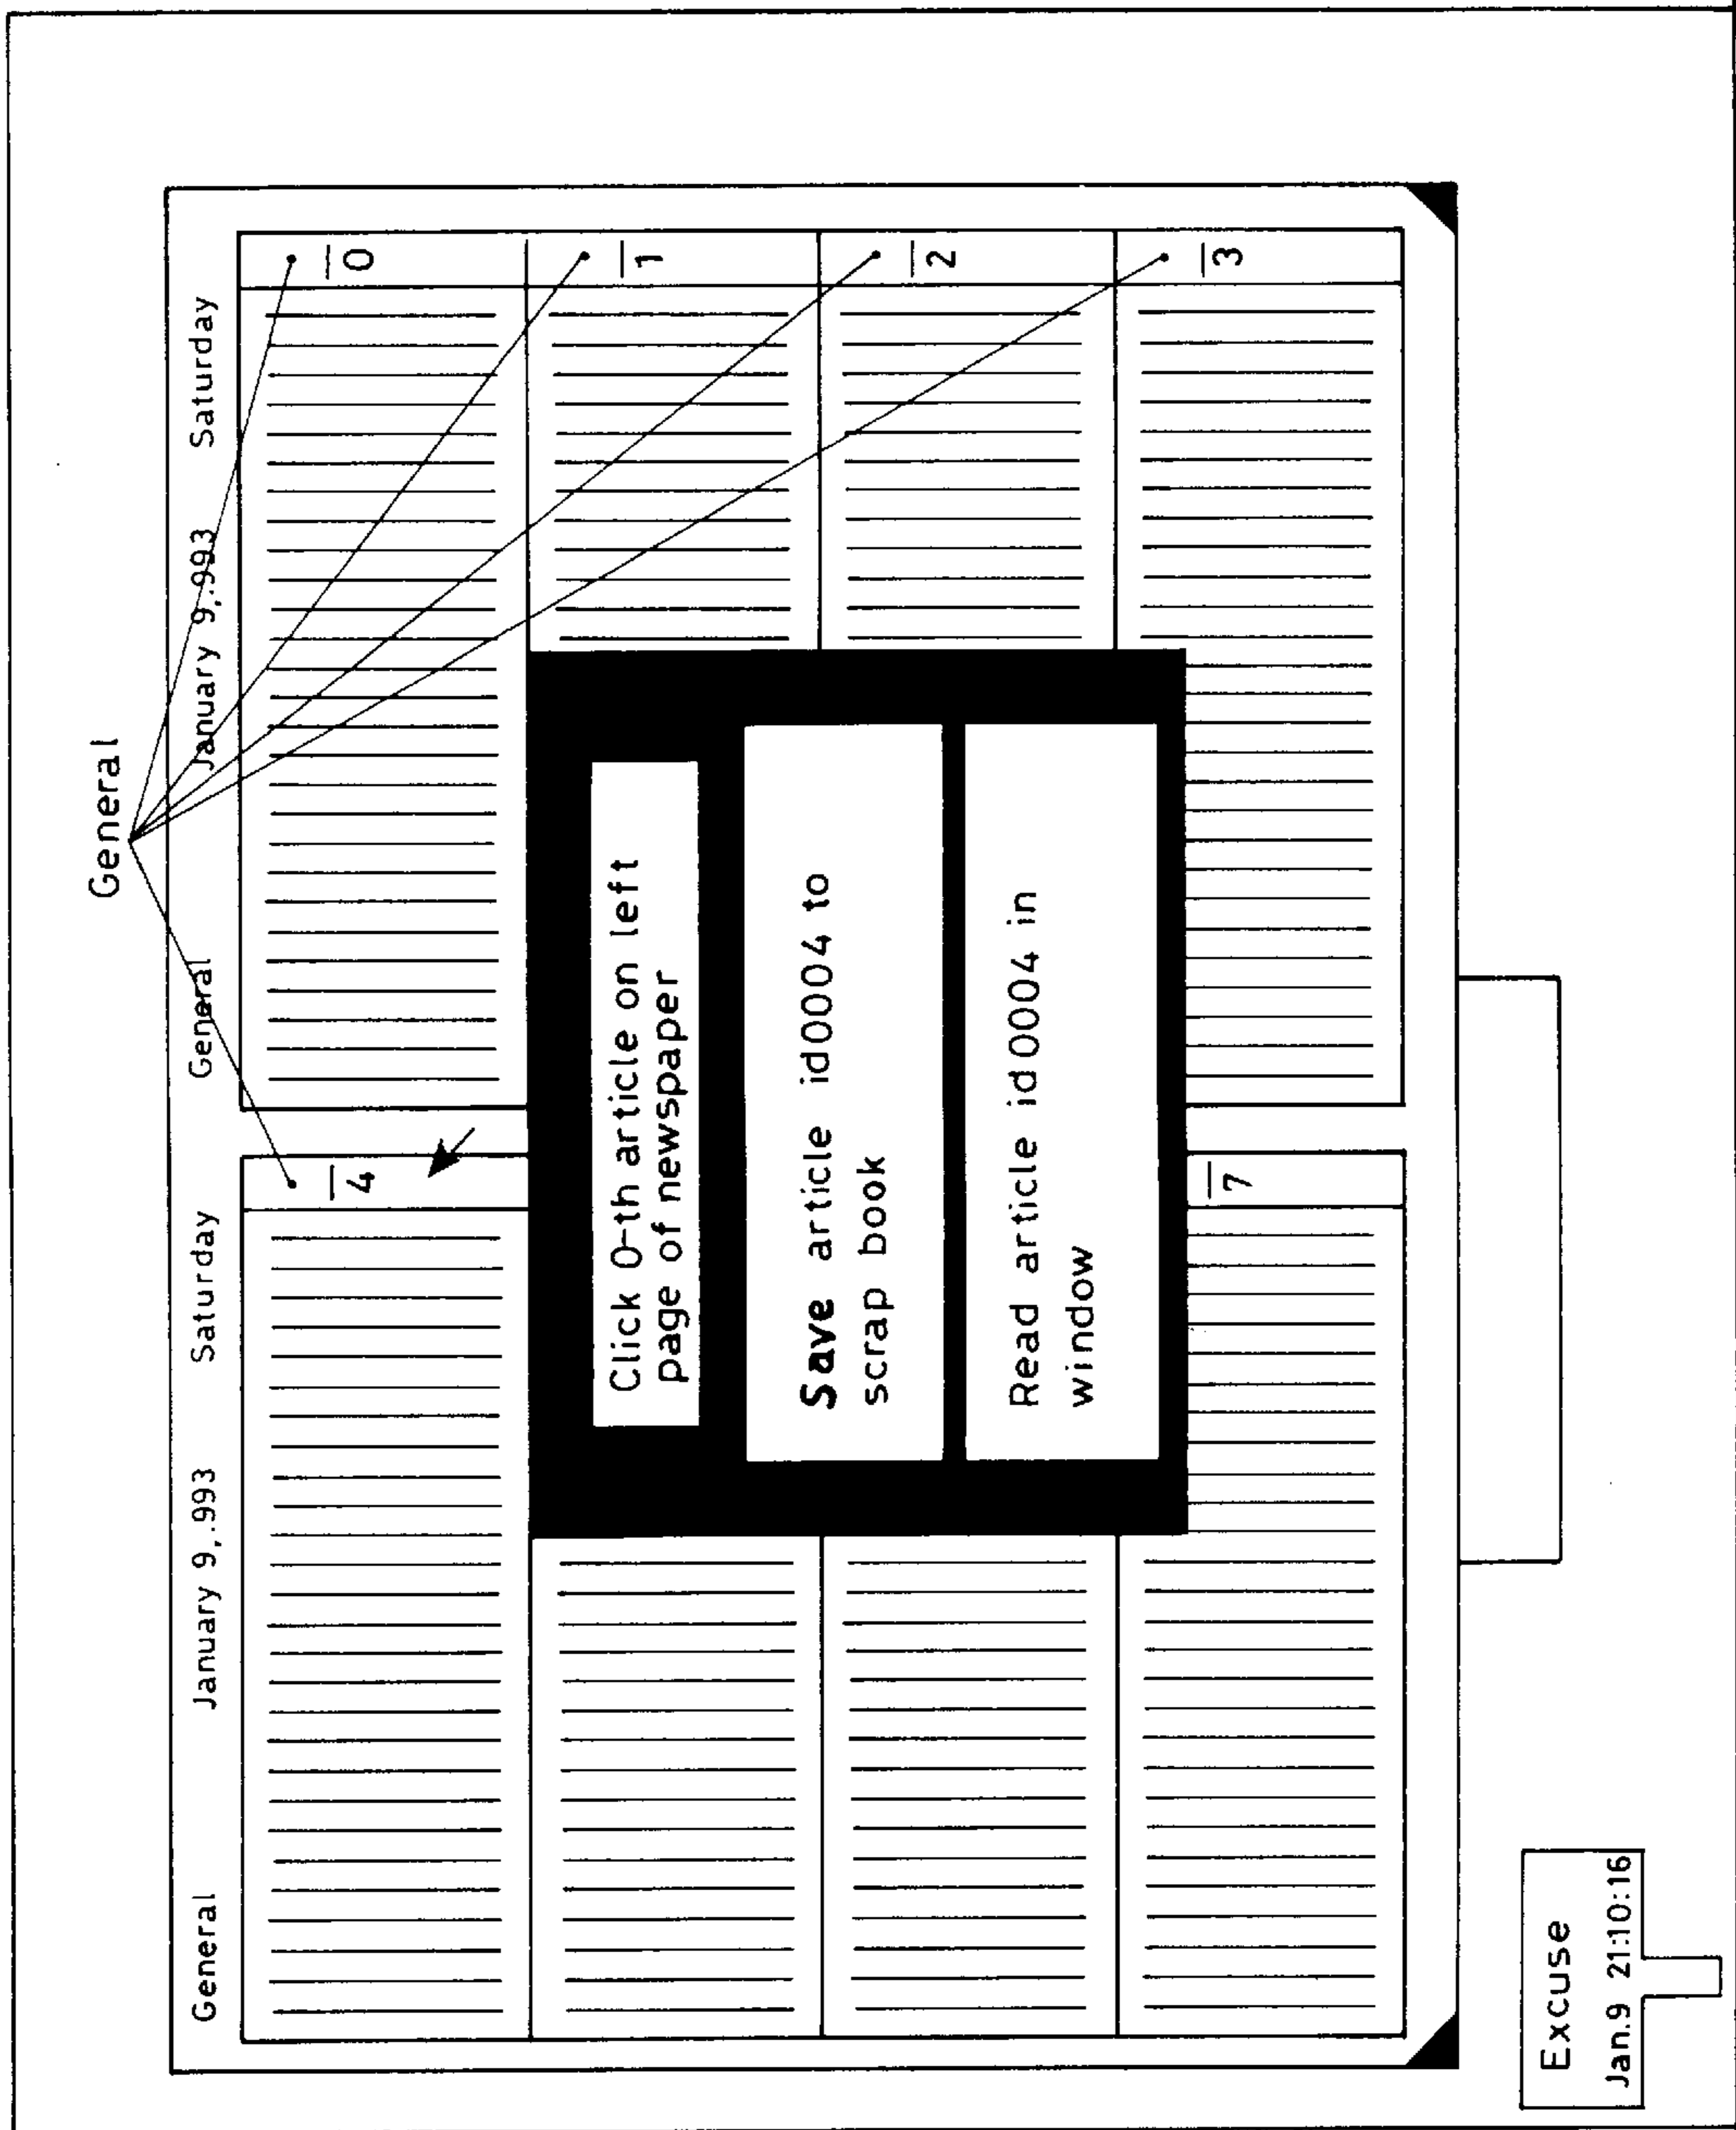 General
General January 9,.993 Saturday
General January 9,.993 Saturday
4
0
1
2
3
7
Click 0-th article on left
page of newspaper
Save article id0004 to
scrap book
Read article id0004 in
window
Excuse
Jan.9 21:10:16